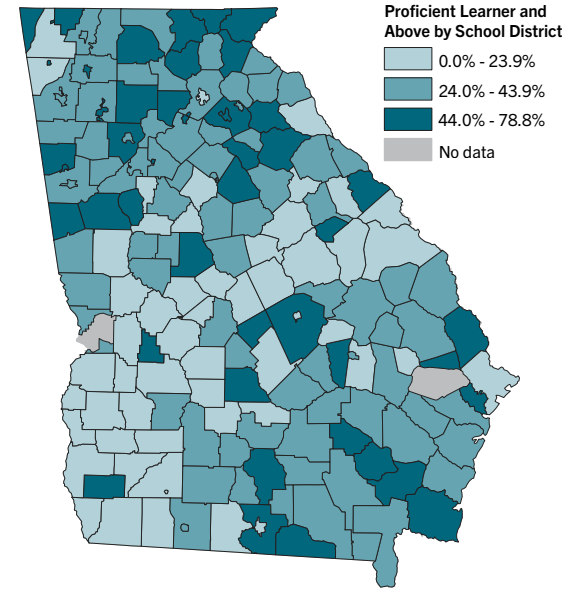 Proficient Learner and
Above by School District
0.0% - 23.9%
24.0% - 43.9%
44.0% - 78.8%
No data